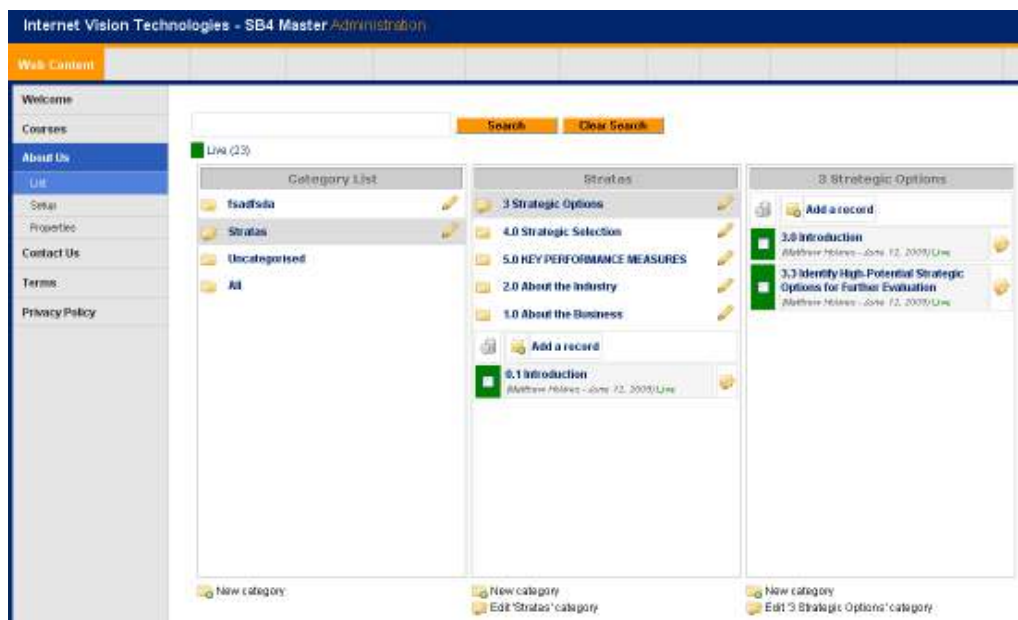 Internet Vision Technologies - SB4 Master Administration
Web Content
Welcome
Courses
About Us
List
Setup
Properties
Contact Us
Terms
Privacy Policy
Search Clear Search
Live (23)
Category List
fsadfsda
Stratas
Uncategorised
All
New category
Stratas
3 Strategic Options
4.0 Strategic Selection
5.0 KEY PERFORMANCE MEASURES
2.0 About the Industry
1.0 About the Business
Add a record
0.1 Introduction
(Matthew Holmes - June 12, 2009) Live
New category
Edit 'Stratas' category
3 Strategic Options
Add a record
3.0 Introduction
(Matthew Holmes - June 12, 2009) Live
3.3 Identify High-Potential Strategic
Options for Further Evaluation
(Matthew Holmes - June 12, 2009) Live
New category
Edit '3 Strategic Options' category